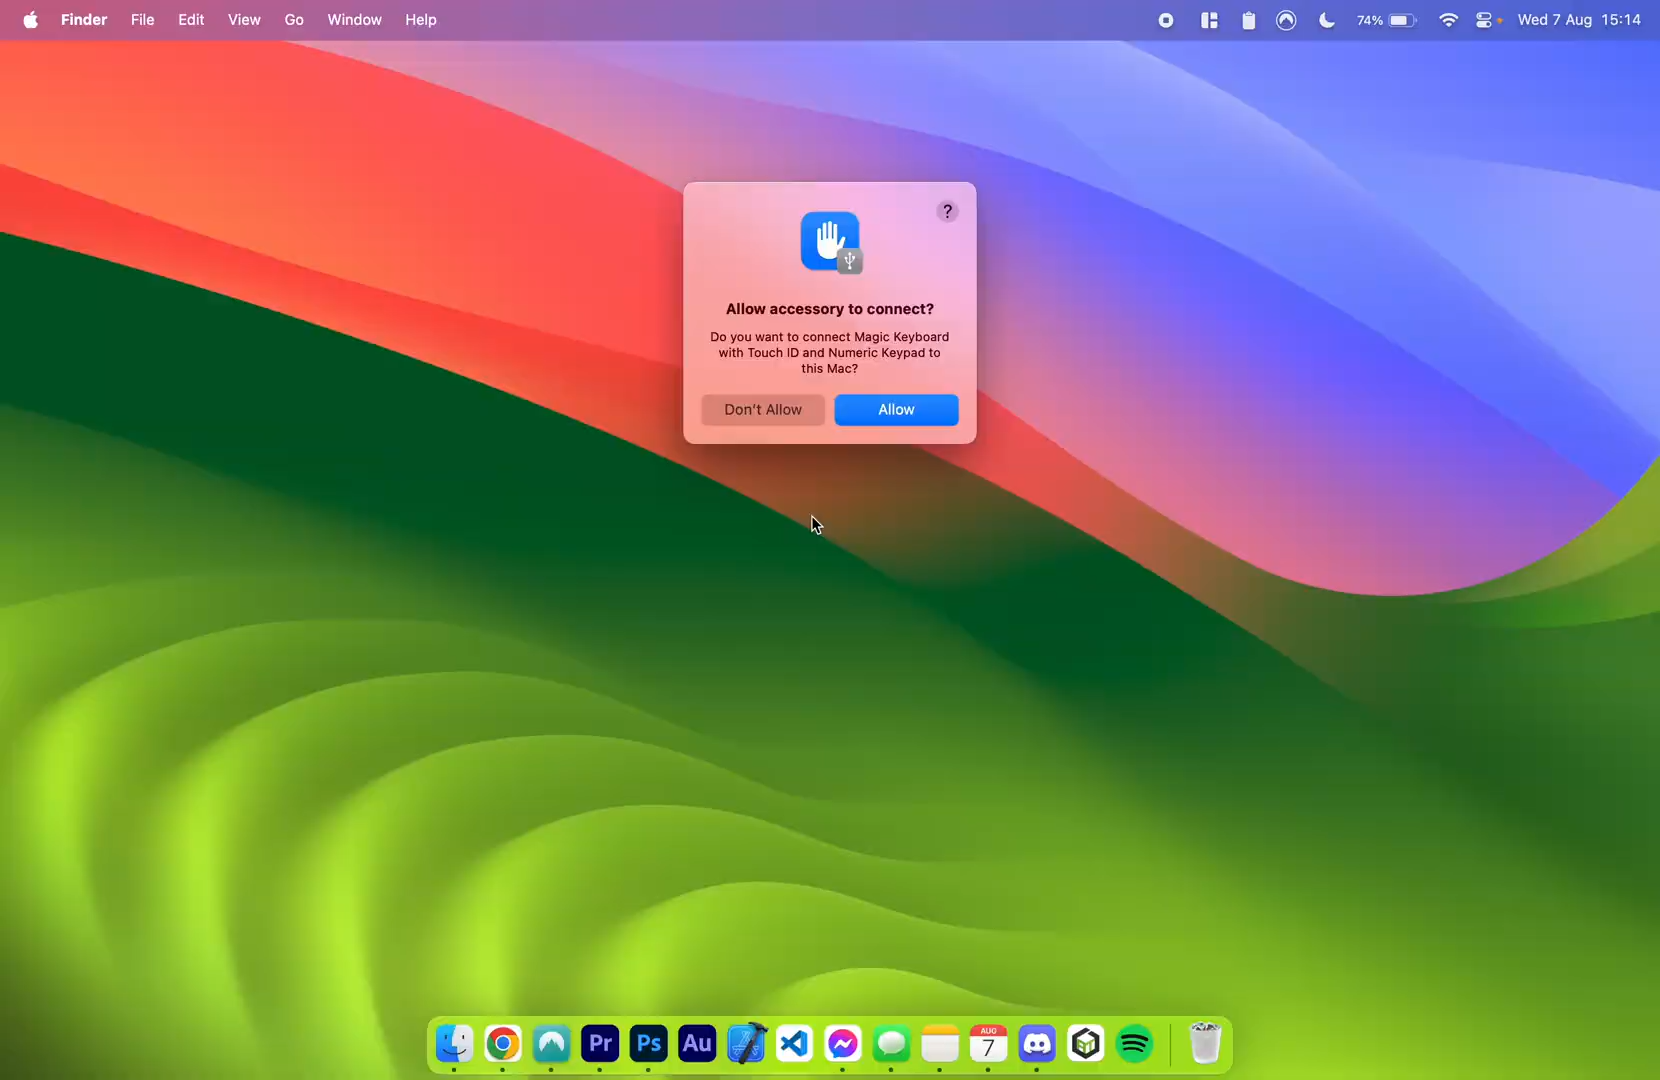 Finder File Edit View Go Window Help 74% Wed 7 Aug 15:14
?
Allow accessory to connect?
Do you want to connect Magic Keyboard
with Touch ID and Numeric Keypad to
this Mac?
Don't Allow Allow
Pr Ps Au AUG
7